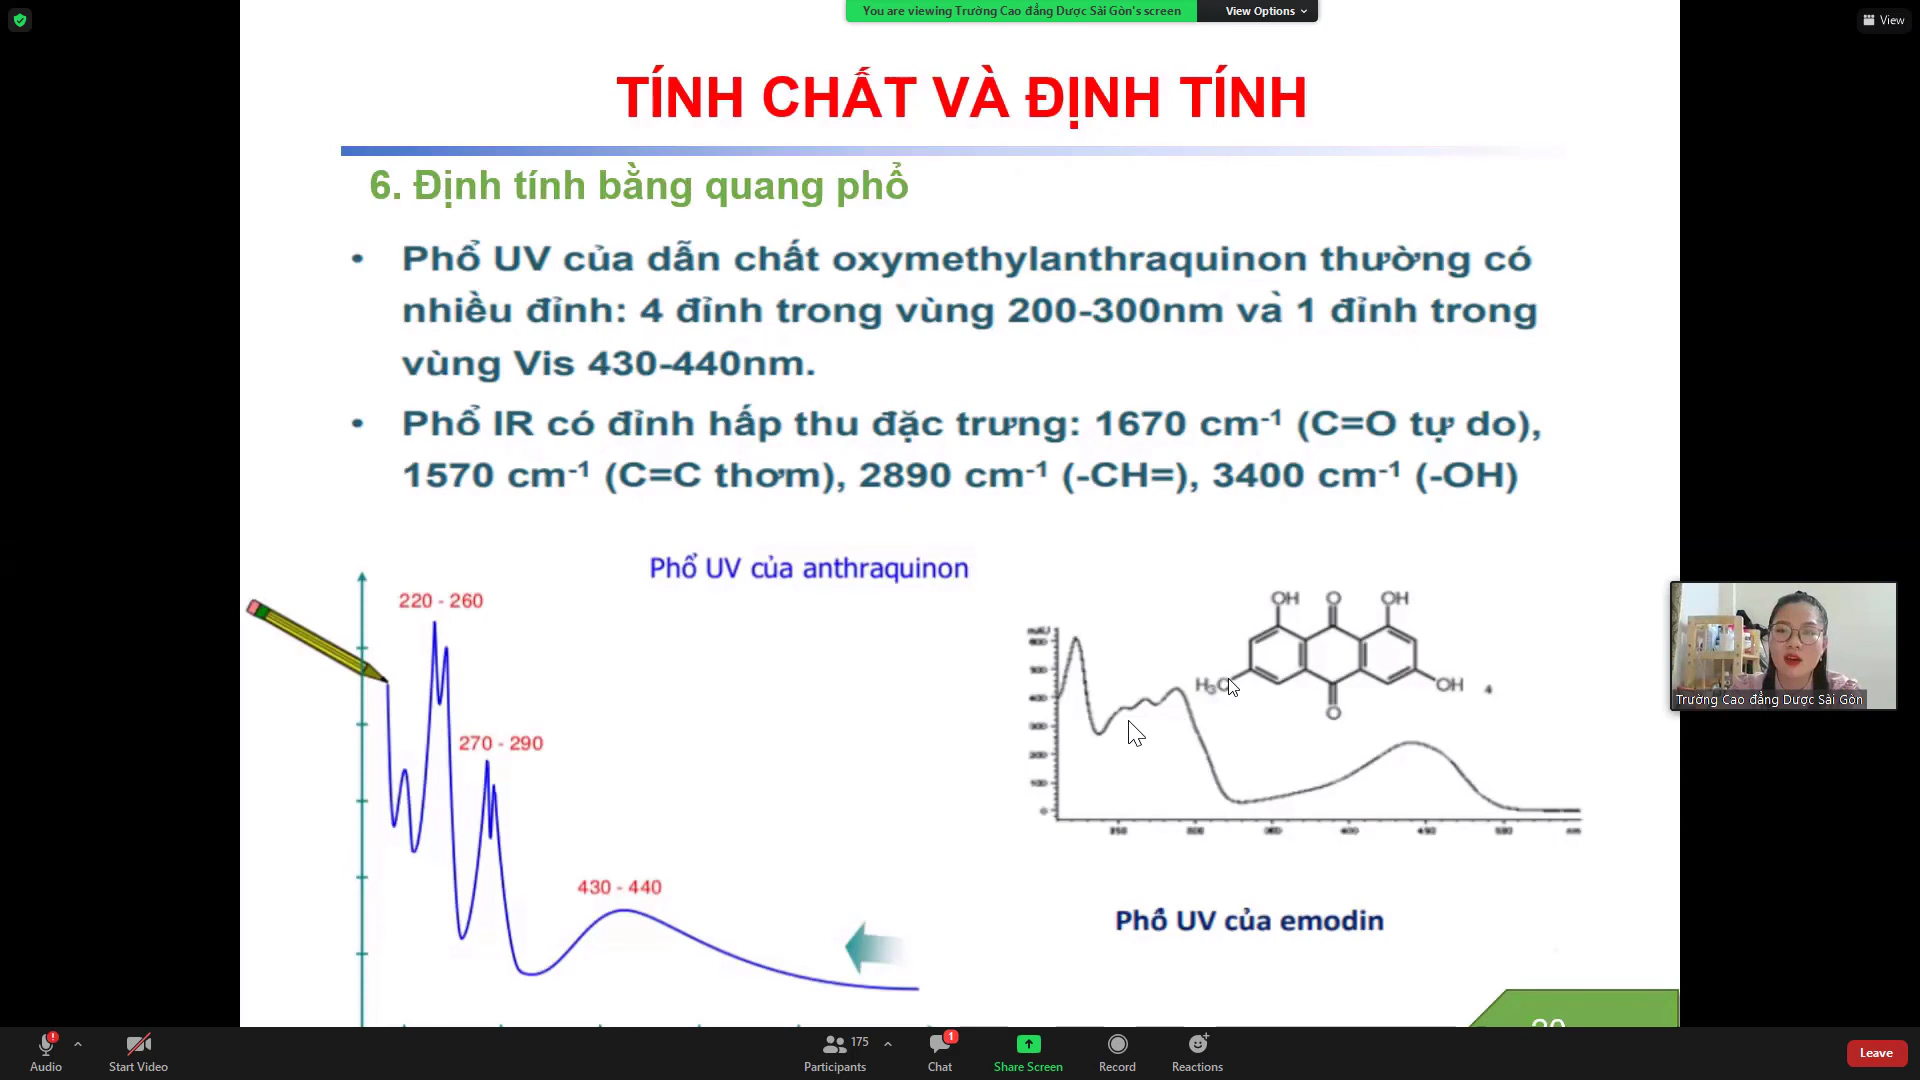 You are viewing Trường Cao đẳng Dược Sài Gòn's screen
View Options
View
TÍNH CHẤT VÀ ĐỊNH TÍNH
6. Định tính bằng quang phổ
• Phổ UV của dẫn chất oxymethylanthraquinon thường có
nhiều đỉnh: 4 đỉnh trong vùng 200-300nm và 1 đỉnh trong
vùng Vis 430-440nm.
• Phổ IR có đỉnh hấp thu đặc trưng: 1670 cm⁻¹ (C=O tự do),
1570 cm⁻¹ (C=C thơm), 2890 cm⁻¹ (-CH=), 3400 cm⁻¹ (-OH)
Phổ UV của anthraquinon
220 - 260
270 - 290
430 - 440
OH O OH
H₃C
OH 4
O
Phổ UV của emodin
Trường Cao đẳng Dược Sài Gòn
Audio
Start Video
175
Participants
1
Chat
Share Screen
Record
Reactions
Leave